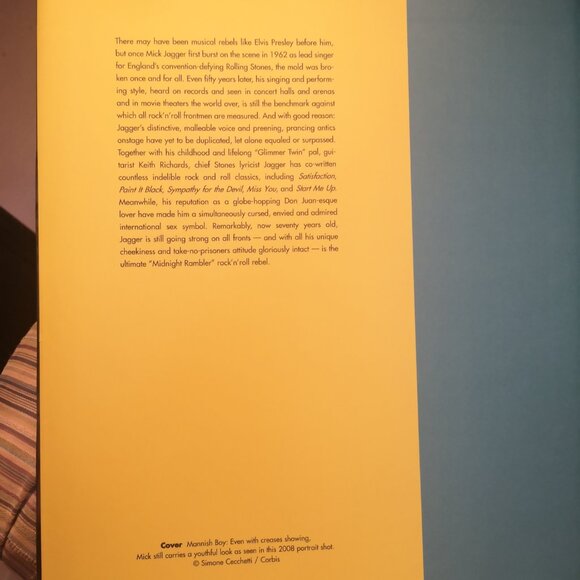 There may have been musical rebels like Elvis Presley before him,
but once Mick Jagger first burst on the scene in 1962 as lead singer
for England's convention-defying Rolling Stones, the mold was bro-
ken once and for all. Even fifty years later, his singing and perform-
ing style, heard on records and seen in concert halls and arenas
and in movie theaters the world over, is still the benchmark against
which all rock'n'roll frontmen are measured. And with good reason:
Jagger's distinctive, malleable voice and preening, prancing antics
onstage have yet to be duplicated, let alone equaled or surpassed.
Together with his childhood and lifelong "Glimmer Twin" pal, gui-
tarist Keith Richards, chief Stones lyricist Jagger has co-written
countless indelible rock and roll classics, including Satisfaction,
Paint It Black, Sympathy for the Devil, Miss You, and Start Me Up.
Meanwhile, his reputation as a globe-hopping Don Juan-esque
lover have made him a simultaneously cursed, envied and admired
international sex symbol. Remarkably, now seventy years old,
Jagger is still going strong on all fronts — and with all his unique
cheekiness and take-no-prisoners attitude gloriously intact — is the
ultimate "Midnight Rambler" rock'n'roll rebel.
Cover Mannish Boy: Even with creases showing,
Mick still carries a youthful look as seen in this 2008 portrait shot.
© Simone Cecchetti / Corbis